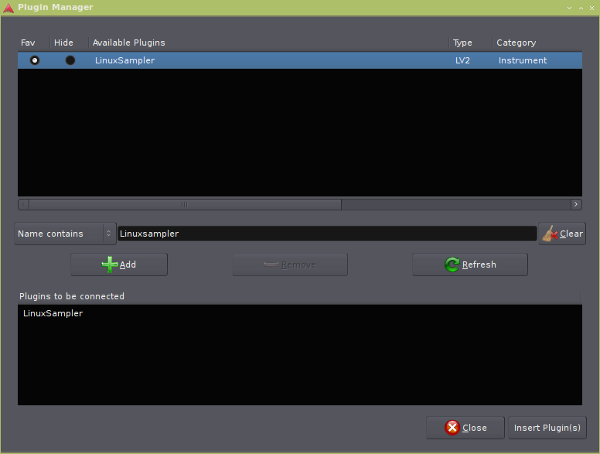 Plugin Manager
Fav Hide Available Plugins Type Category
LinuxSampler LV2 Instrument
Name contains Linuxsampler Clear
Add Remove Refresh
Plugins to be connected
LinuxSampler
Close Insert Plugin(s)